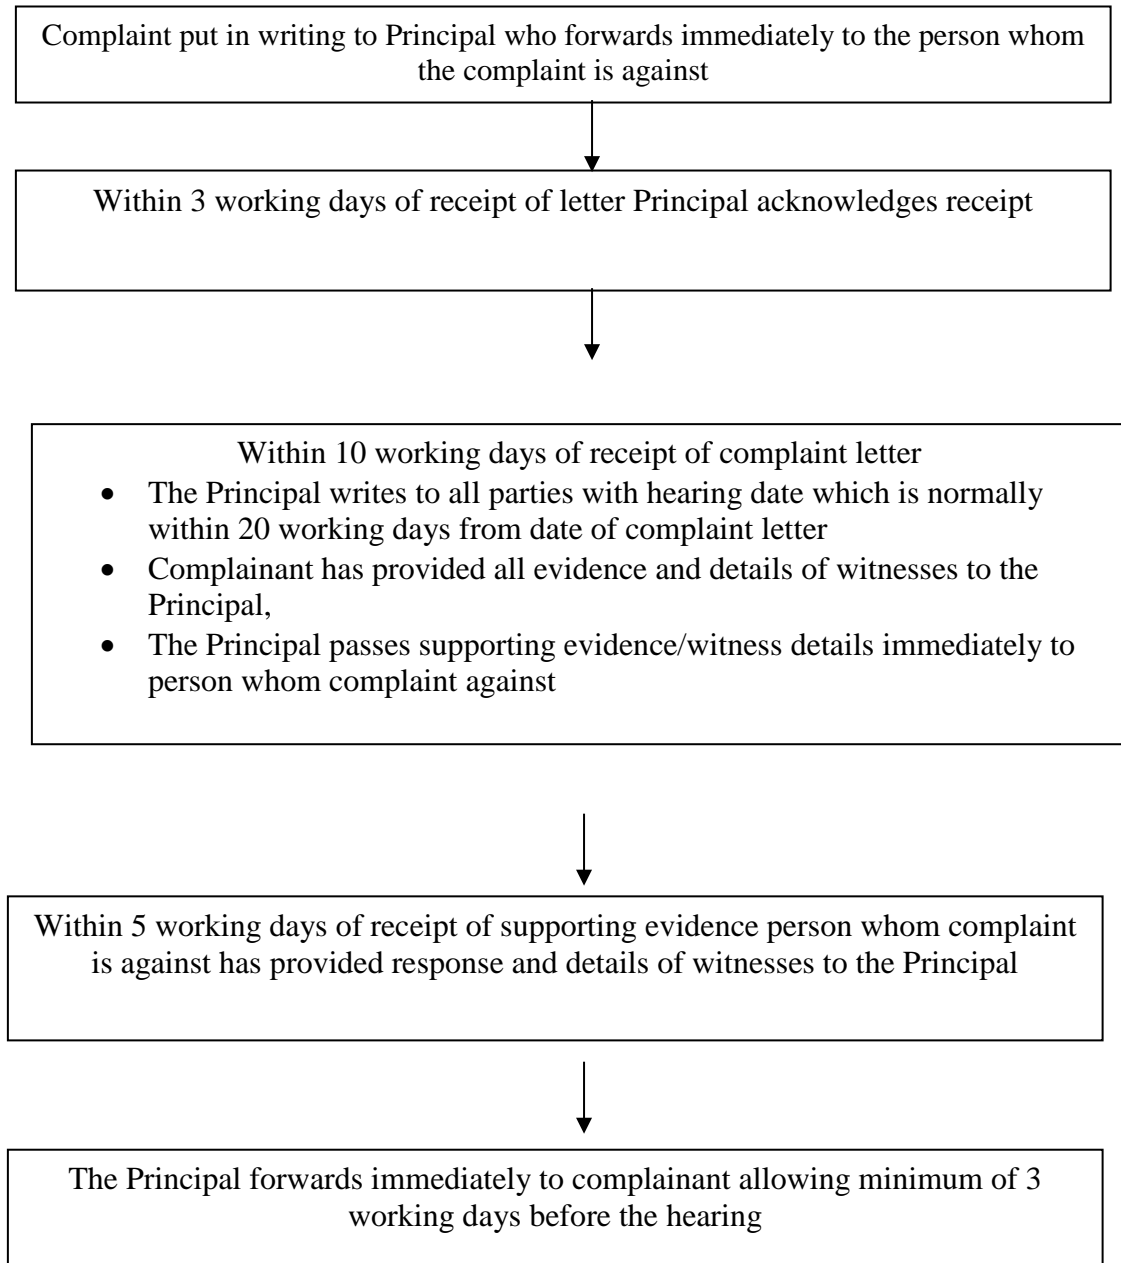 Complaint put in writing to Principal who forwards immediately to the person whom
the complaint is against
Within 3 working days of receipt of letter Principal acknowledges receipt
Within 10 working days of receipt of complaint letter
• The Principal writes to all parties with hearing date which is normally
within 20 working days from date of complaint letter
• Complainant has provided all evidence and details of witnesses to the
Principal,
• The Principal passes supporting evidence/witness details immediately to
person whom complaint against
Within 5 working days of receipt of supporting evidence person whom complaint
is against has provided response and details of witnesses to the Principal
The Principal forwards immediately to complainant allowing minimum of 3
working days before the hearing